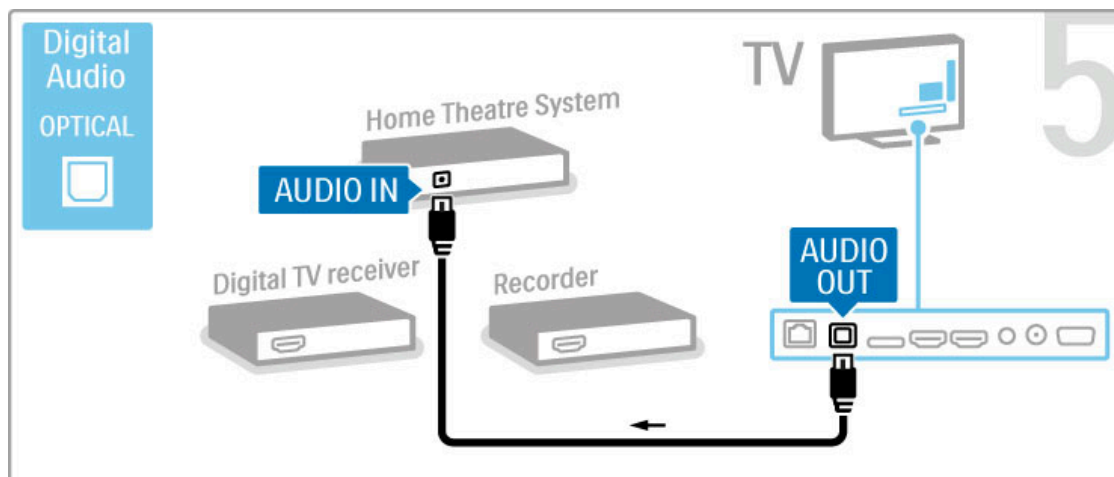 Digital
Audio
OPTICAL
TV
5
Home Theatre System
AUDIO IN
AUDIO
OUT
Digital TV receiver
Recorder